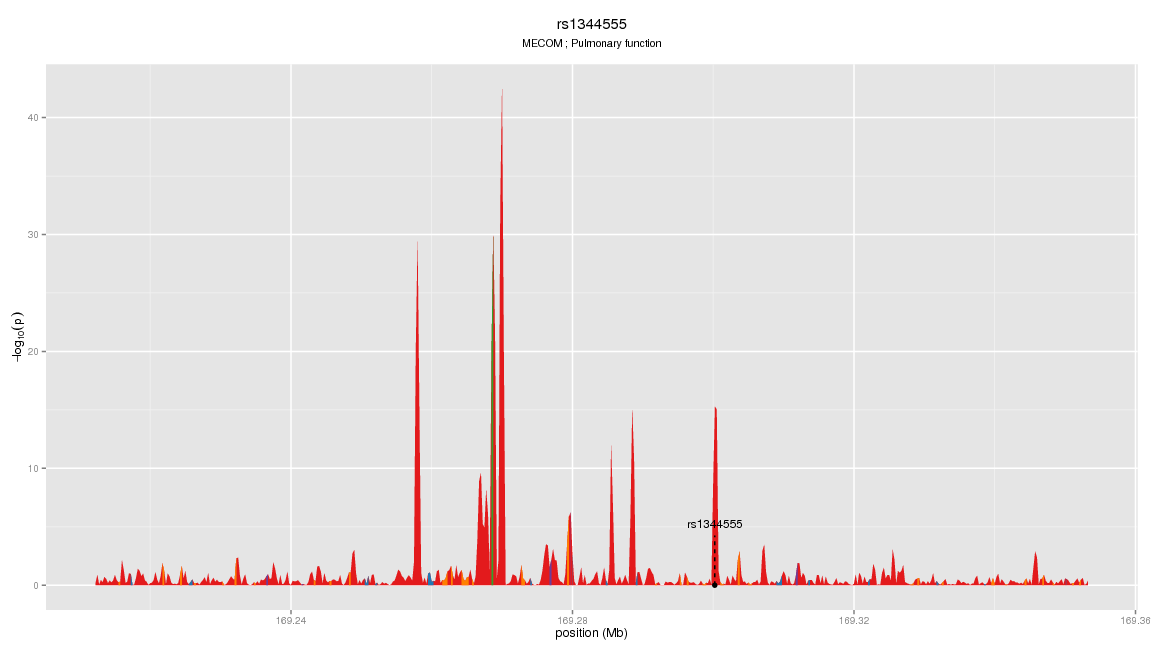 rs1344555
MECOM ; Pulmonary function
40
30
20
10
0
−log₁₀(p)
rs1344555
169.24 169.28 169.32 169.36
position (Mb)